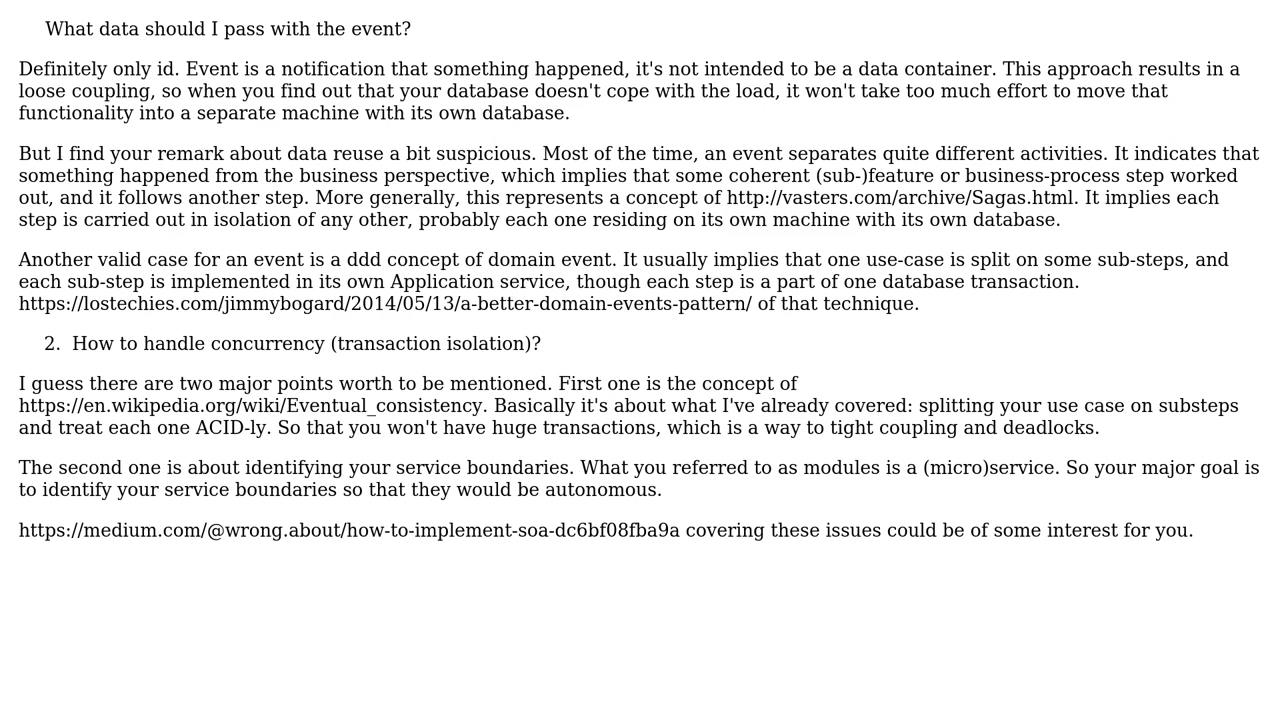 What data should I pass with the event?
Definitely only id. Event is a notification that something happened, it's not intended to be a data container. This approach results in a
loose coupling, so when you find out that your database doesn't cope with the load, it won't take too much effort to move that
functionality into a separate machine with its own database.
But I find your remark about data reuse a bit suspicious. Most of the time, an event separates quite different activities. It indicates that
something happened from the business perspective, which implies that some coherent (sub-)feature or business-process step worked
out, and it follows another step. More generally, this represents a concept of http://vasters.com/archive/Sagas.html. It implies each
step is carried out in isolation of any other, probably each one residing on its own machine with its own database.
Another valid case for an event is a ddd concept of domain event. It usually implies that one use-case is split on some sub-steps, and
each sub-step is implemented in its own Application service, though each step is a part of one database transaction.
https://lostechies.com/jimmybogard/2014/05/13/a-better-domain-events-pattern/ of that technique.
2. How to handle concurrency (transaction isolation)?
I guess there are two major points worth to be mentioned. First one is the concept of
https://en.wikipedia.org/wiki/Eventual_consistency. Basically it's about what I've already covered: splitting your use case on substeps
and treat each one ACID-ly. So that you won't have huge transactions, which is a way to tight coupling and deadlocks.
The second one is about identifying your service boundaries. What you referred to as modules is a (micro)service. So your major goal is
to identify your service boundaries so that they would be autonomous.
https://medium.com/@wrong.about/how-to-implement-soa-dc6bf08fba9a covering these issues could be of some interest for you.